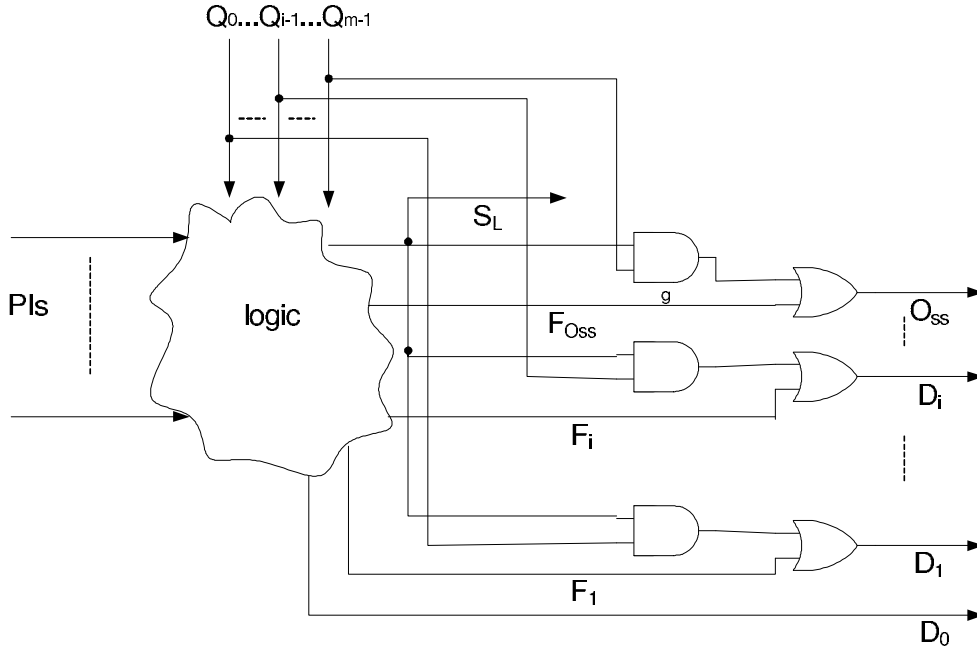 Q0...Qi-1...Qm-1
SL
PIs
logic
g
Oss
FOss
Di
Fi
D1
F1
D0